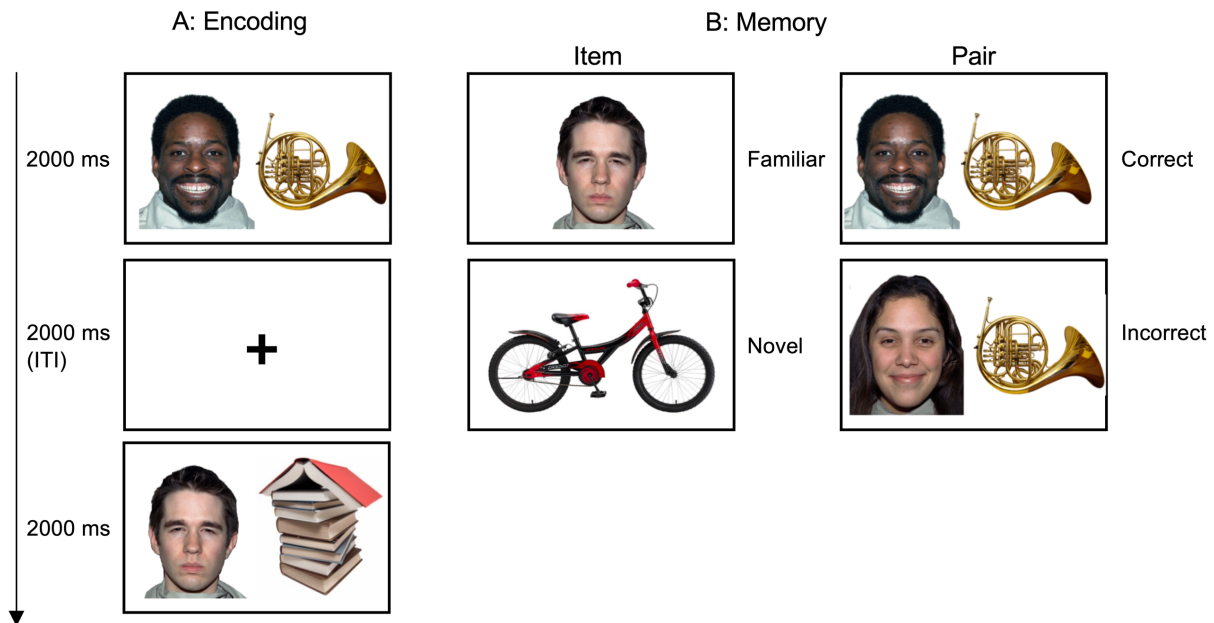 A: Encoding
B: Memory
Item
Pair
2000 ms
Familiar
Correct
2000 ms
(ITI)
Novel
Incorrect
2000 ms